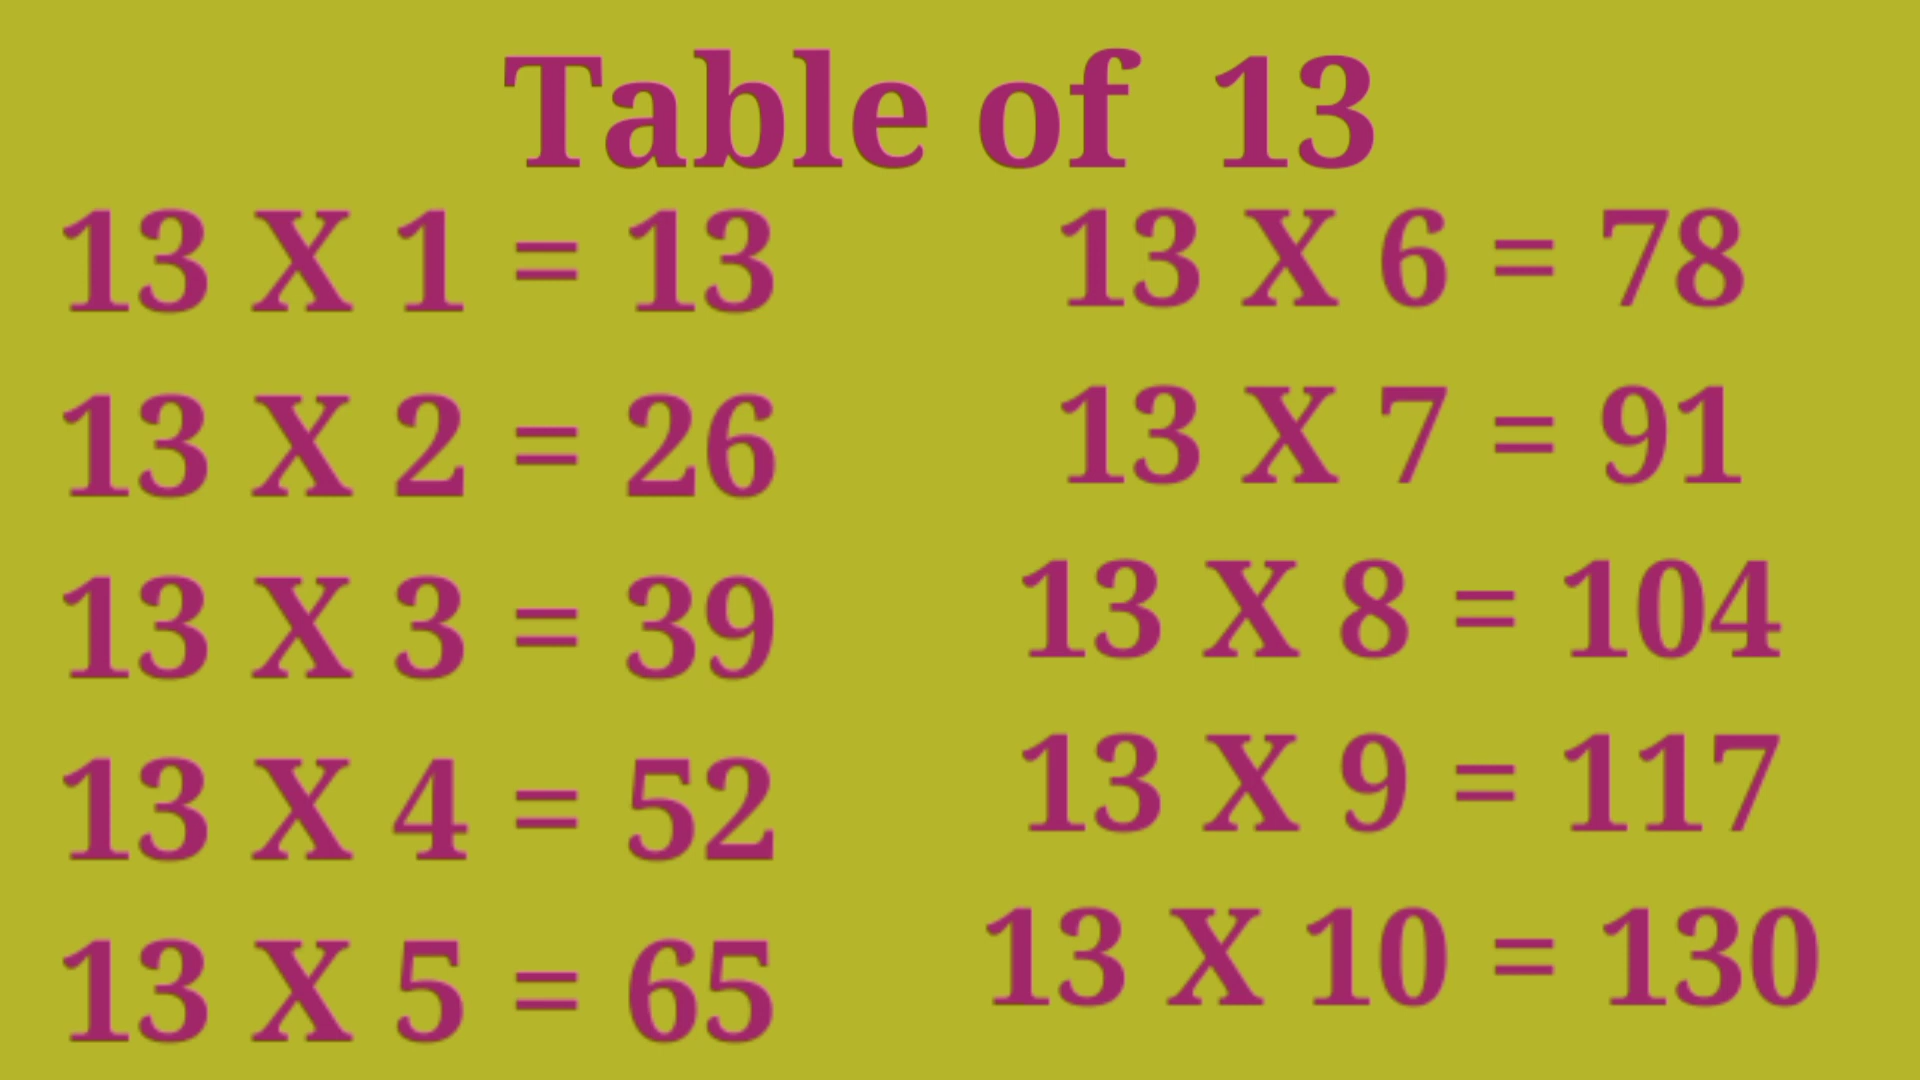 Table of 13
13 X 1 = 13
13 X 2 = 26
13 X 3 = 39
13 X 4 = 52
13 X 5 = 65
13 X 6 = 78
13 X 7 = 91
13 X 8 = 104
13 X 9 = 117
13 X 10 = 130